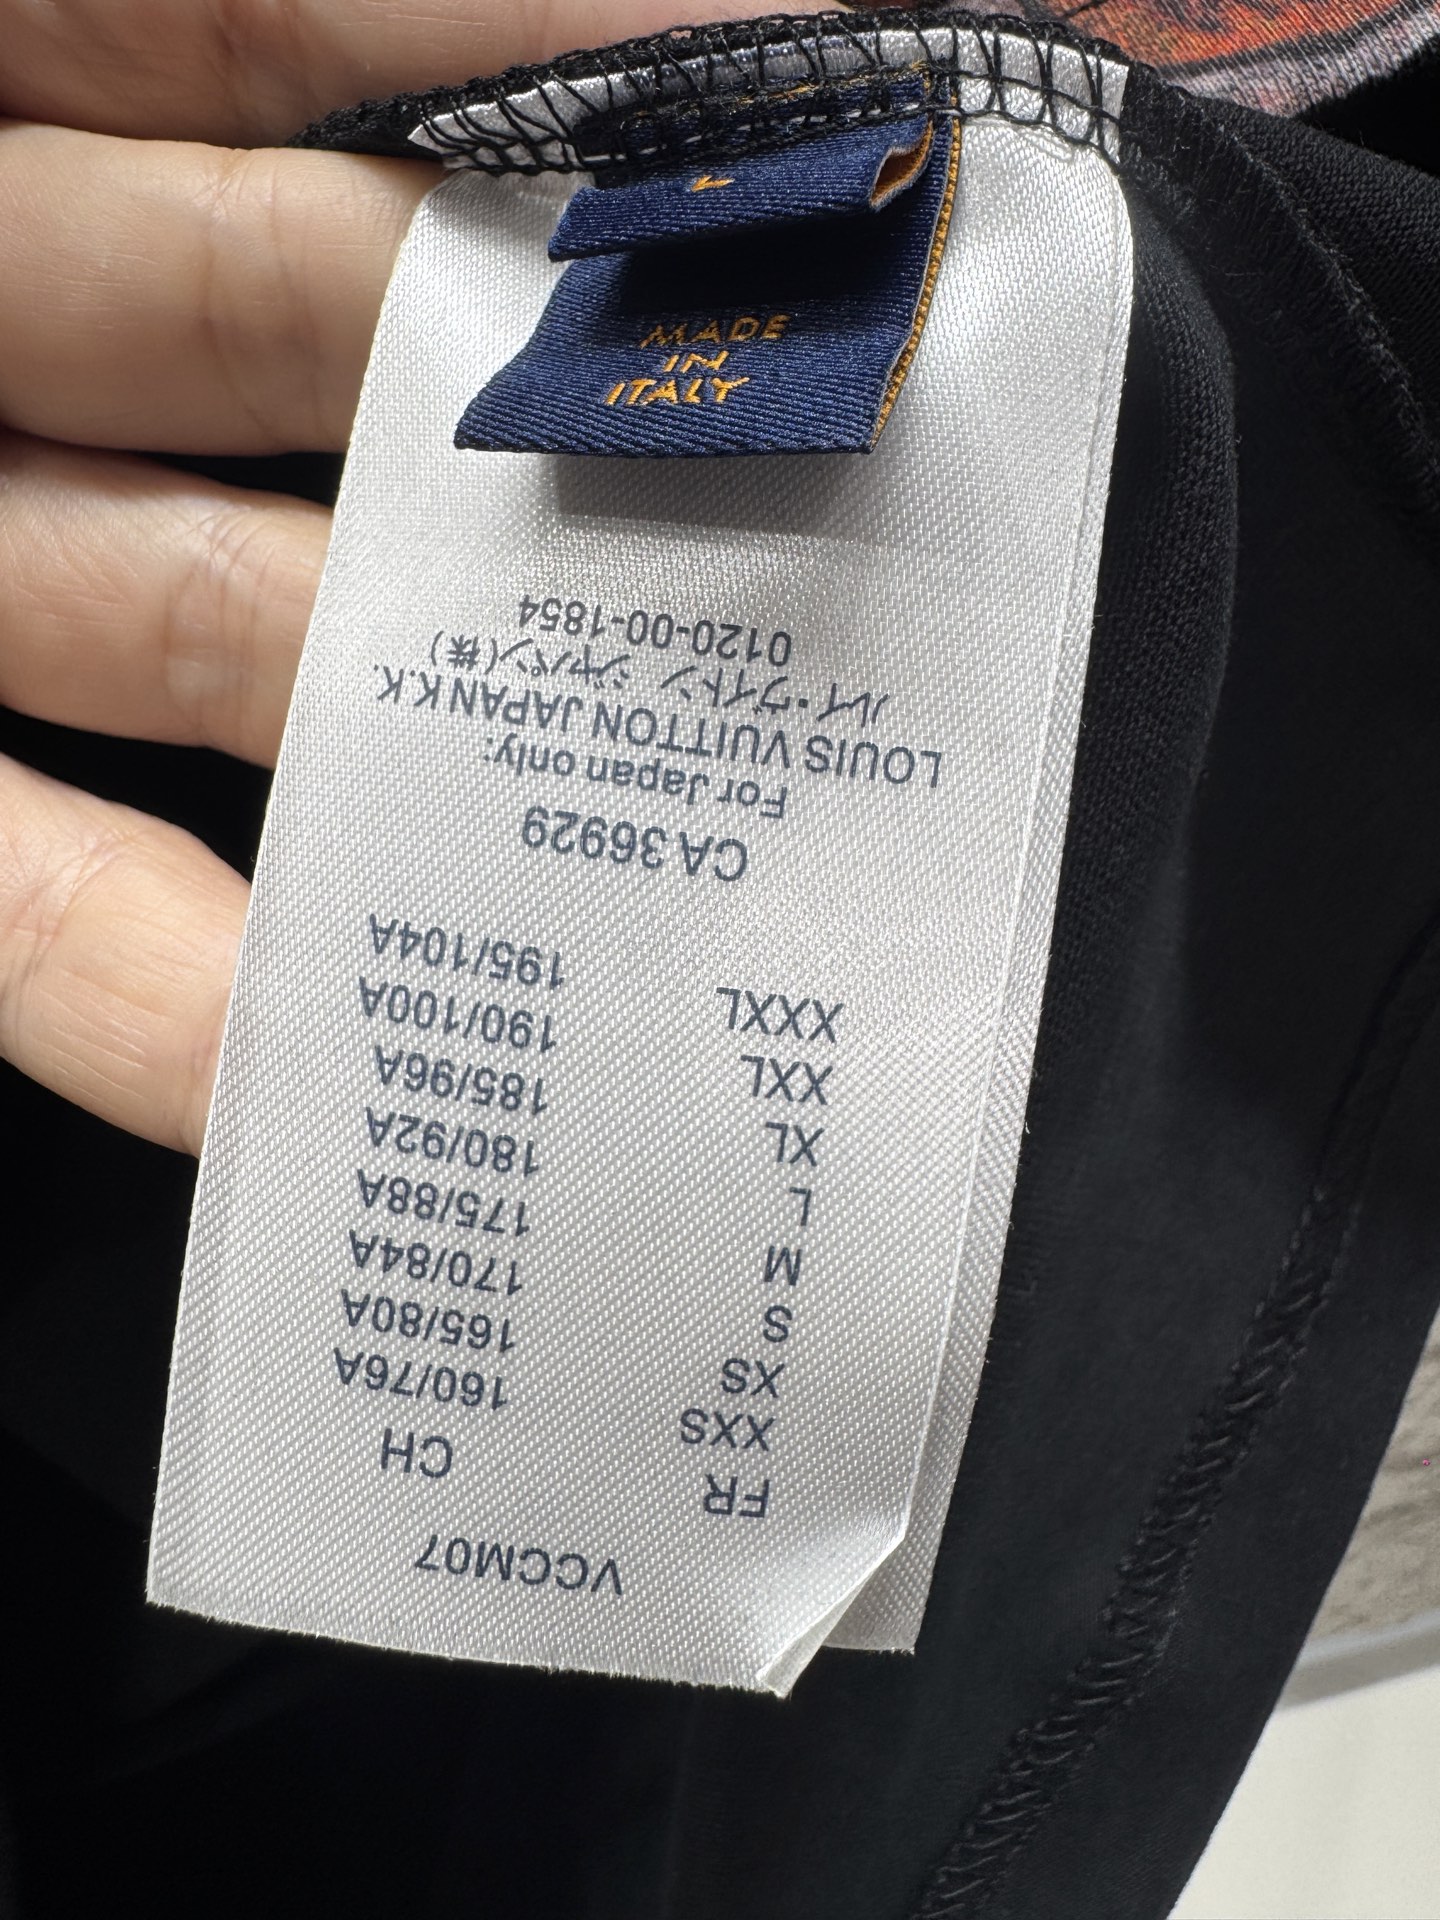 MADE
IN
ITALY
VCCM07
FR CH
XXS 160/76A
XS 165/80A
S 170/84A
M 175/88A
L 180/92A
XL 185/96A
XXL 190/100A
XXXL 195/104A
CA 36929
For Japan only:
LOUIS VUITTON JAPAN K.K.
ルイ・ヴィトン ジャパン(株)
0120-00-1854